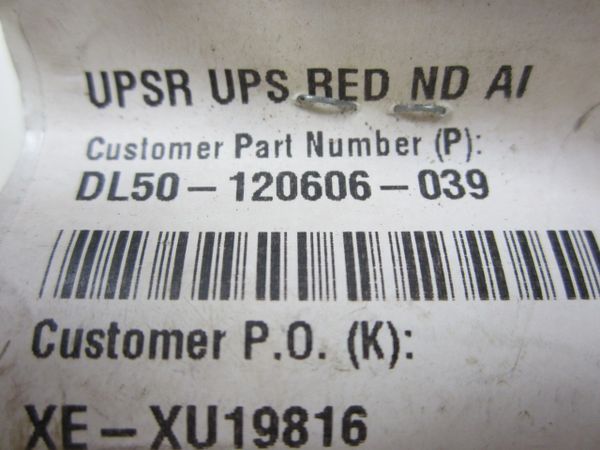 UPSR UPS RED ND AI
Customer Part Number (P):
DL50-120606-039
Customer P.O. (K):
XE-XU19816